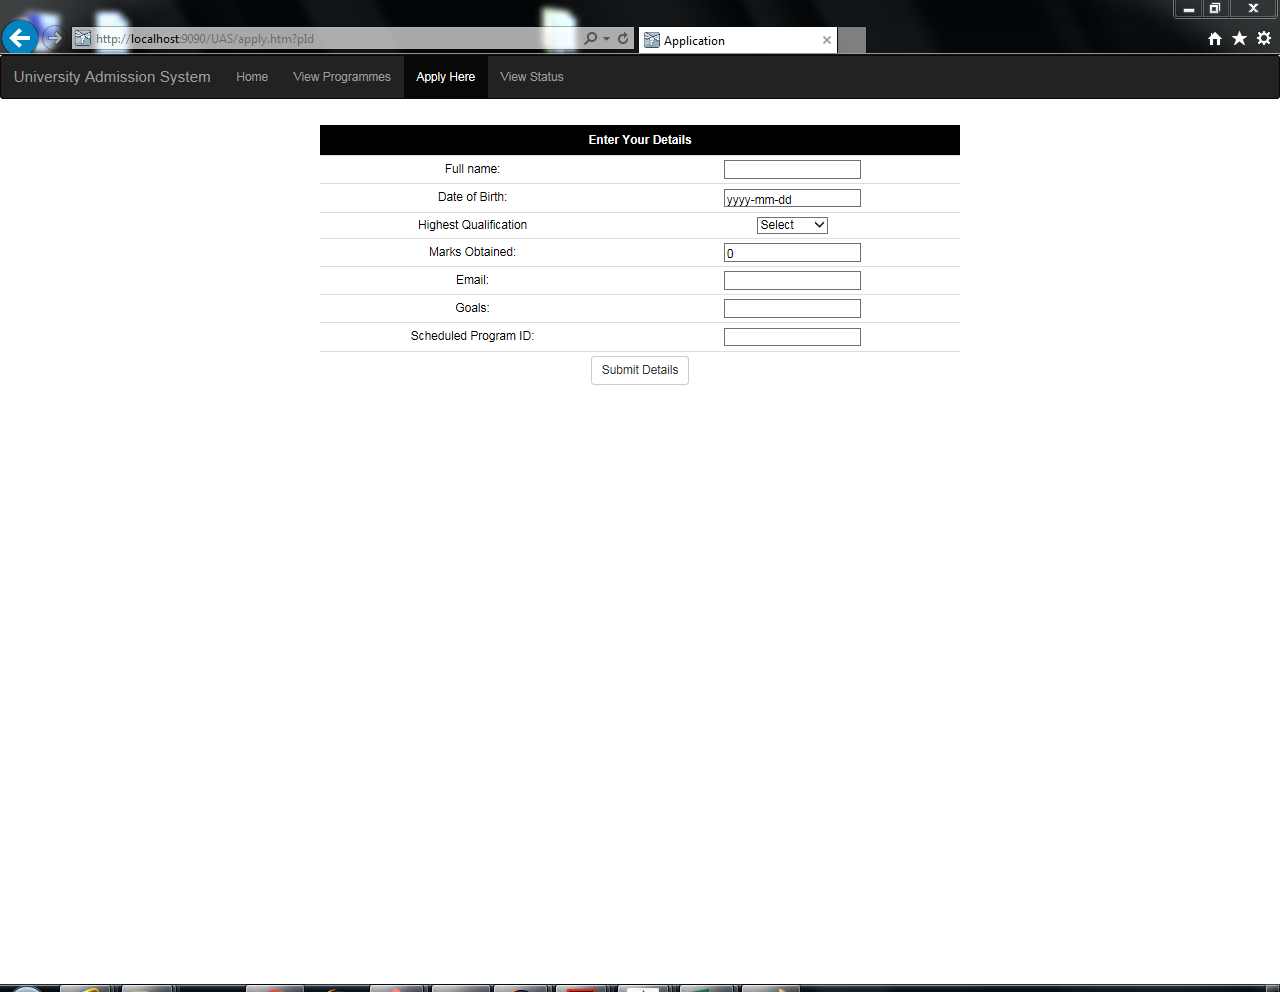 http://localhost:9090/UAS/apply.htm?pId
Application
University Admission System Home View Programmes Apply Here View Status
Enter Your Details
Full name:
Date of Birth: yyyy-mm-dd
Highest Qualification Select
Marks Obtained: 0
Email:
Goals:
Scheduled Program ID:
Submit Details